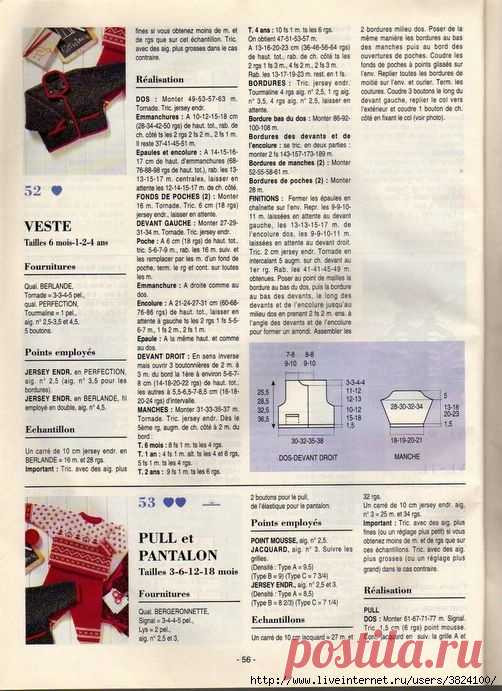 52
VESTE
Tailles 6 mois-1-2-4 ans
Fournitures
Qual. BERLANDE,
Tornade = 3-3-4-5 pel.,
qual. PERFECTION,
Tourmaline = 1 pel.,
aig. n° 2,5-3,5 et 4,5.
5 boutons.
Points employés
JERSEY ENDR. en PERFECTION,
aig. n° 2,5 (aig. n° 3,5 pour les
bordures).
JERSEY ENDR. en BERLANDE, fil
employé en double, aig. n° 4,5.
Echantillon
Un carré de 10 cm jersey endr. en
BERLANDE = 16 m. et 28 rgs.
Important : Tric. avec des aig. plus
fines si vous obtenez moins de m. et
de rgs que sur cet échantillon. Tric.
avec des aig. plus grosses dans le cas
contraire.
Réalisation
DOS : Monter 49-53-57-63 m.
Tornade. Tric. jersey endr.
Emmanchures : A 10-12-15-18 cm
(28-34-42-50 rgs) de haut. tot., rab. de
ch. côté ts les 2 rgs 2 fs 2 m., 2 fs 1 m.
Il reste 37-41-45-51 m.
Epaules et encolure : A 14-15-16-
17 cm de haut. d'emmanchures (68-
76-88-98 rgs de haut. tot.), rab. les 13-
13-15-17 m. centrales, laisser en
attente les 12-14-15-17 m. de ch. côté.
FONDS DE POCHES (2) : Monter
16 m. Tornade. Tric. 6 cm (18 rgs)
jersey endr., laisser en attente.
DEVANT GAUCHE : Monter 27-29-
31-34 m. Tornade. Tric. jersey endr.
Poche : A 6 cm (18 rgs) de haut. tot.,
tric. 5-6-7-9 m., rab. les 16 m. suiv. et
les remplacer par les m. d'un fond de
poche, term. le rg et cont. sur toutes
les m.
Emmanchure : A droite comme au
dos.
Encolure : A 21-24-27-31 cm (60-68-
76-86 rgs) de haut. tot., laisser en
attente à gauche ts les 2 rgs 1 fs 5-5-
6-7 m., 1 fs 2 m., 2 fs 1 m.
Epaule : A la même haut. et comme
au dos.
DEVANT DROIT : En sens inverse
mais ouvrir 3 boutonnières de 2 m. à
3 m. du bord la 1ère à environ 5-6-7-
8 cm (14-18-20-22 rgs) de haut. tot.,
les autres à 5,5-6,5-7-6,5 cm (16-18-
20-24 rgs) d'intervalle.
MANCHES : Monter 31-33-35-37 m.
Tornade. Tric. jersey endr. Dès le
5ème rg, augm. de ch. côté à 2 m. du
bord :
T. 6 mois : 8 fs 1 m. ts les 4 rgs.
T. 1 an : 4 fs 1 m. alt. ts les 4 et 6 rgs,
5 fs 1 m. ts les 4 rgs.
T. 2 ans : 9 fs 1 m. ts les 6 rgs.
T. 4 ans : 10 fs 1 m. ts les 6 rgs.
On obtient 47-51-53-57 m.
A 13-16-20-23 cm (36-46-56-64 rgs)
de haut. tot., rab. de ch. côté ts les
2 rgs 1 fs 3 m., 4 fs 2 m., 2 fs 3 m.
Rab. les 13-17-19-23 m. rest. en 1 fs.
BORDURES : Tric. jersey endr.
Tourmaline 4 rgs aig. n° 2,5, 1 rg aig.
n° 3,5, 4 rgs aig. n° 2,5, laisser en
attente.
Bordure bas du dos : Monter 86-92-
100-108 m.
Bordures des devants et de
l'encolure : se tric. en deux parties :
monter 2 fs 143-157-173-189 m.
Bordures de manches (2) : Monter
52-55-58-61 m.
Bordures de poches (2) : Monter
28 m.
FINITIONS : Fermer les épaules en
chaînette sur l'env. Repr. les 9-9-10-
11 m. laissées en attente au devant
gauche, les 13-13-15-17 m. de
l'encolure dos, les 9-9-10-11 m.
laissées en attente au devant droit.
Tric. 2 cm jersey endr. Tornade en
intercalant 5 augm. sur ch. devant au
1er rg. Rab. les 41-41-45-49 m.
obtenues. Poser au point de mailles la
bordure au bas du dos, puis la bordure
au bas des devants, le long des
devants et de l'encolure jusqu'au
milieu dos en prenant 2 fs 2 m. ens. à
l'angle des devants et de l'encolure
pour former un arrondi. Assembler les
2 bordures milieu dos. Poser de la
même manière les bordures au bas
des manches puis au bord des
ouvertures de poches. Coudre les
fonds de poches à points glissés sur
l'env. Replier toutes les bordures de
moitié sur l'env. et ourler. Term. les
coutures. Coudre 3 boutons le long du
devant gauche, replier le col vers
l'extérieur et coudre 1 bouton de ch.
côté en fixant le col (voir photo).
7-8 8-8
9-10 9-10
25,5
28,5
32,5
36,5
3-3-4-4
11-12
12-13
10-12
15-18
1,5
30-32-35-38
DOS-DEVANT DROIT
28-30-32-34
5
13-18
20-23
1,5
18-19-20-21
MANCHE
53
PULL et
PANTALON
Tailles 3-6-12-18 mois
Fournitures
Qual. BERGERONNETTE,
Signal = 3-4-4-5 pel.,
Lys = 2 pel.,
aig. n° 2,5 et 3,
2 boutons pour le pull,
de l'élastique pour le pantalon.
Points employés
POINT MOUSSE, aig. n° 2,5.
JACQUARD, aig. n° 3. Suivre les
grilles.
(Densité : Type A = 9,5)
(Type B = 9) (Type C = 7 3/4)
JERSEY ENDR., aig. n° 2,5 et 3.
(Densité : Type A = 8,5)
(Type B = 8 2/3) (Type C = 7 1/4)
Echantillons
Un carré de 10 cm jacquard = 27 m. et
32 rgs.
Un carré de 10 cm jersey endr. aig.
n° 3 = 25 m. et 34 rgs.
Important : Tric. avec des aig. plus
fines (ou un réglage plus petit) si vous
obtenez moins de m. et de rgs que sur
ces échantillons. Tric. avec des aig.
plus grosses (ou un réglage plus
grand) dans le cas contraire.
Réalisation
PULL
DOS : Monter 61-67-71-77 m. Signal.
Tric. 1,5 cm (6 rgs) point mousse.
Cont. jacquard en suiv. la grille A et
- 56 -
postila.ru
http://www.liveinternet.ru/users/3824100/